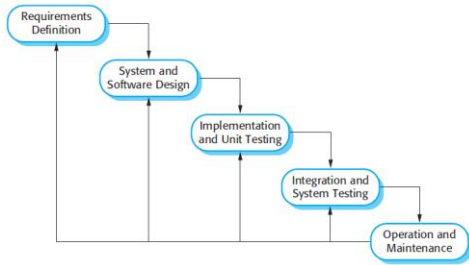 Requirements
Definition
System and
Software Design
Implementation
and Unit Testing
Integration and
System Testing
Operation and
Maintenance